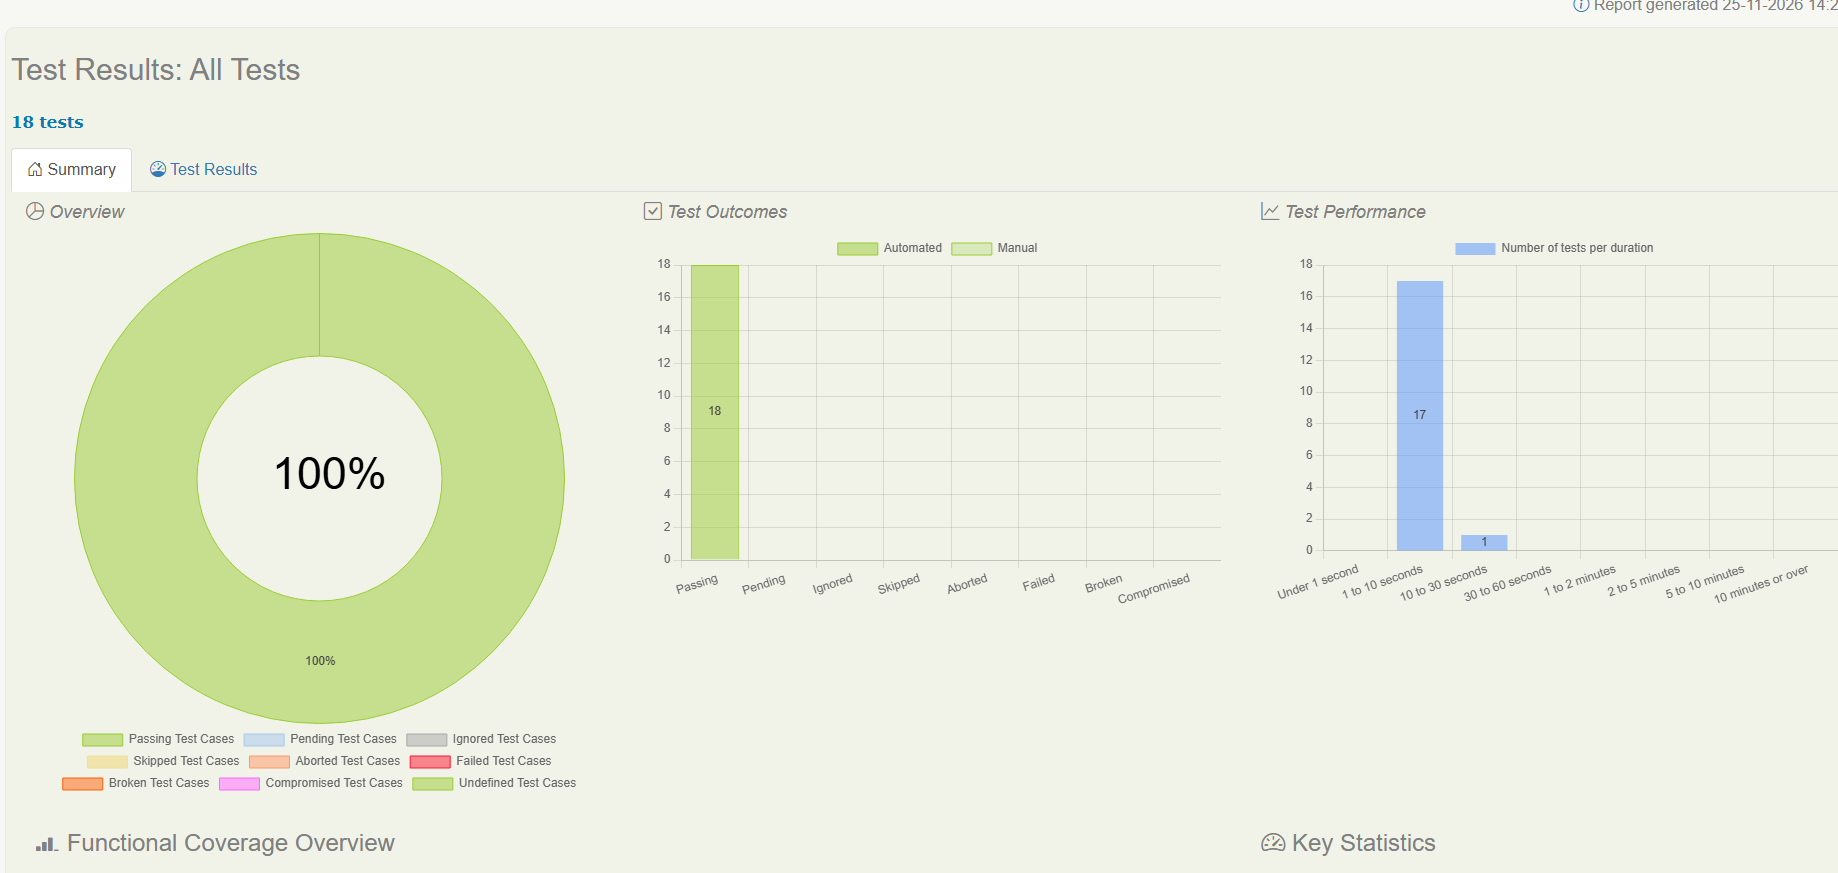 Report generated 25-11-2026 14:2
Test Results: All Tests
18 tests
Summary
Test Results
Overview
100%
100%
Passing Test Cases
Pending Test Cases
Ignored Test Cases
Skipped Test Cases
Aborted Test Cases
Failed Test Cases
Broken Test Cases
Compromised Test Cases
Undefined Test Cases
Test Outcomes
Automated
Manual
18
16
14
12
10
8
6
4
2
0
18
Passing
Pending
Ignored
Skipped
Aborted
Failed
Broken
Compromised
Test Performance
Number of tests per duration
18
16
14
12
10
8
6
4
2
0
17
1
Under 1 second
1 to 10 seconds
10 to 30 seconds
30 to 60 seconds
1 to 2 minutes
2 to 5 minutes
5 to 10 minutes
10 minutes or over
Functional Coverage Overview
Key Statistics